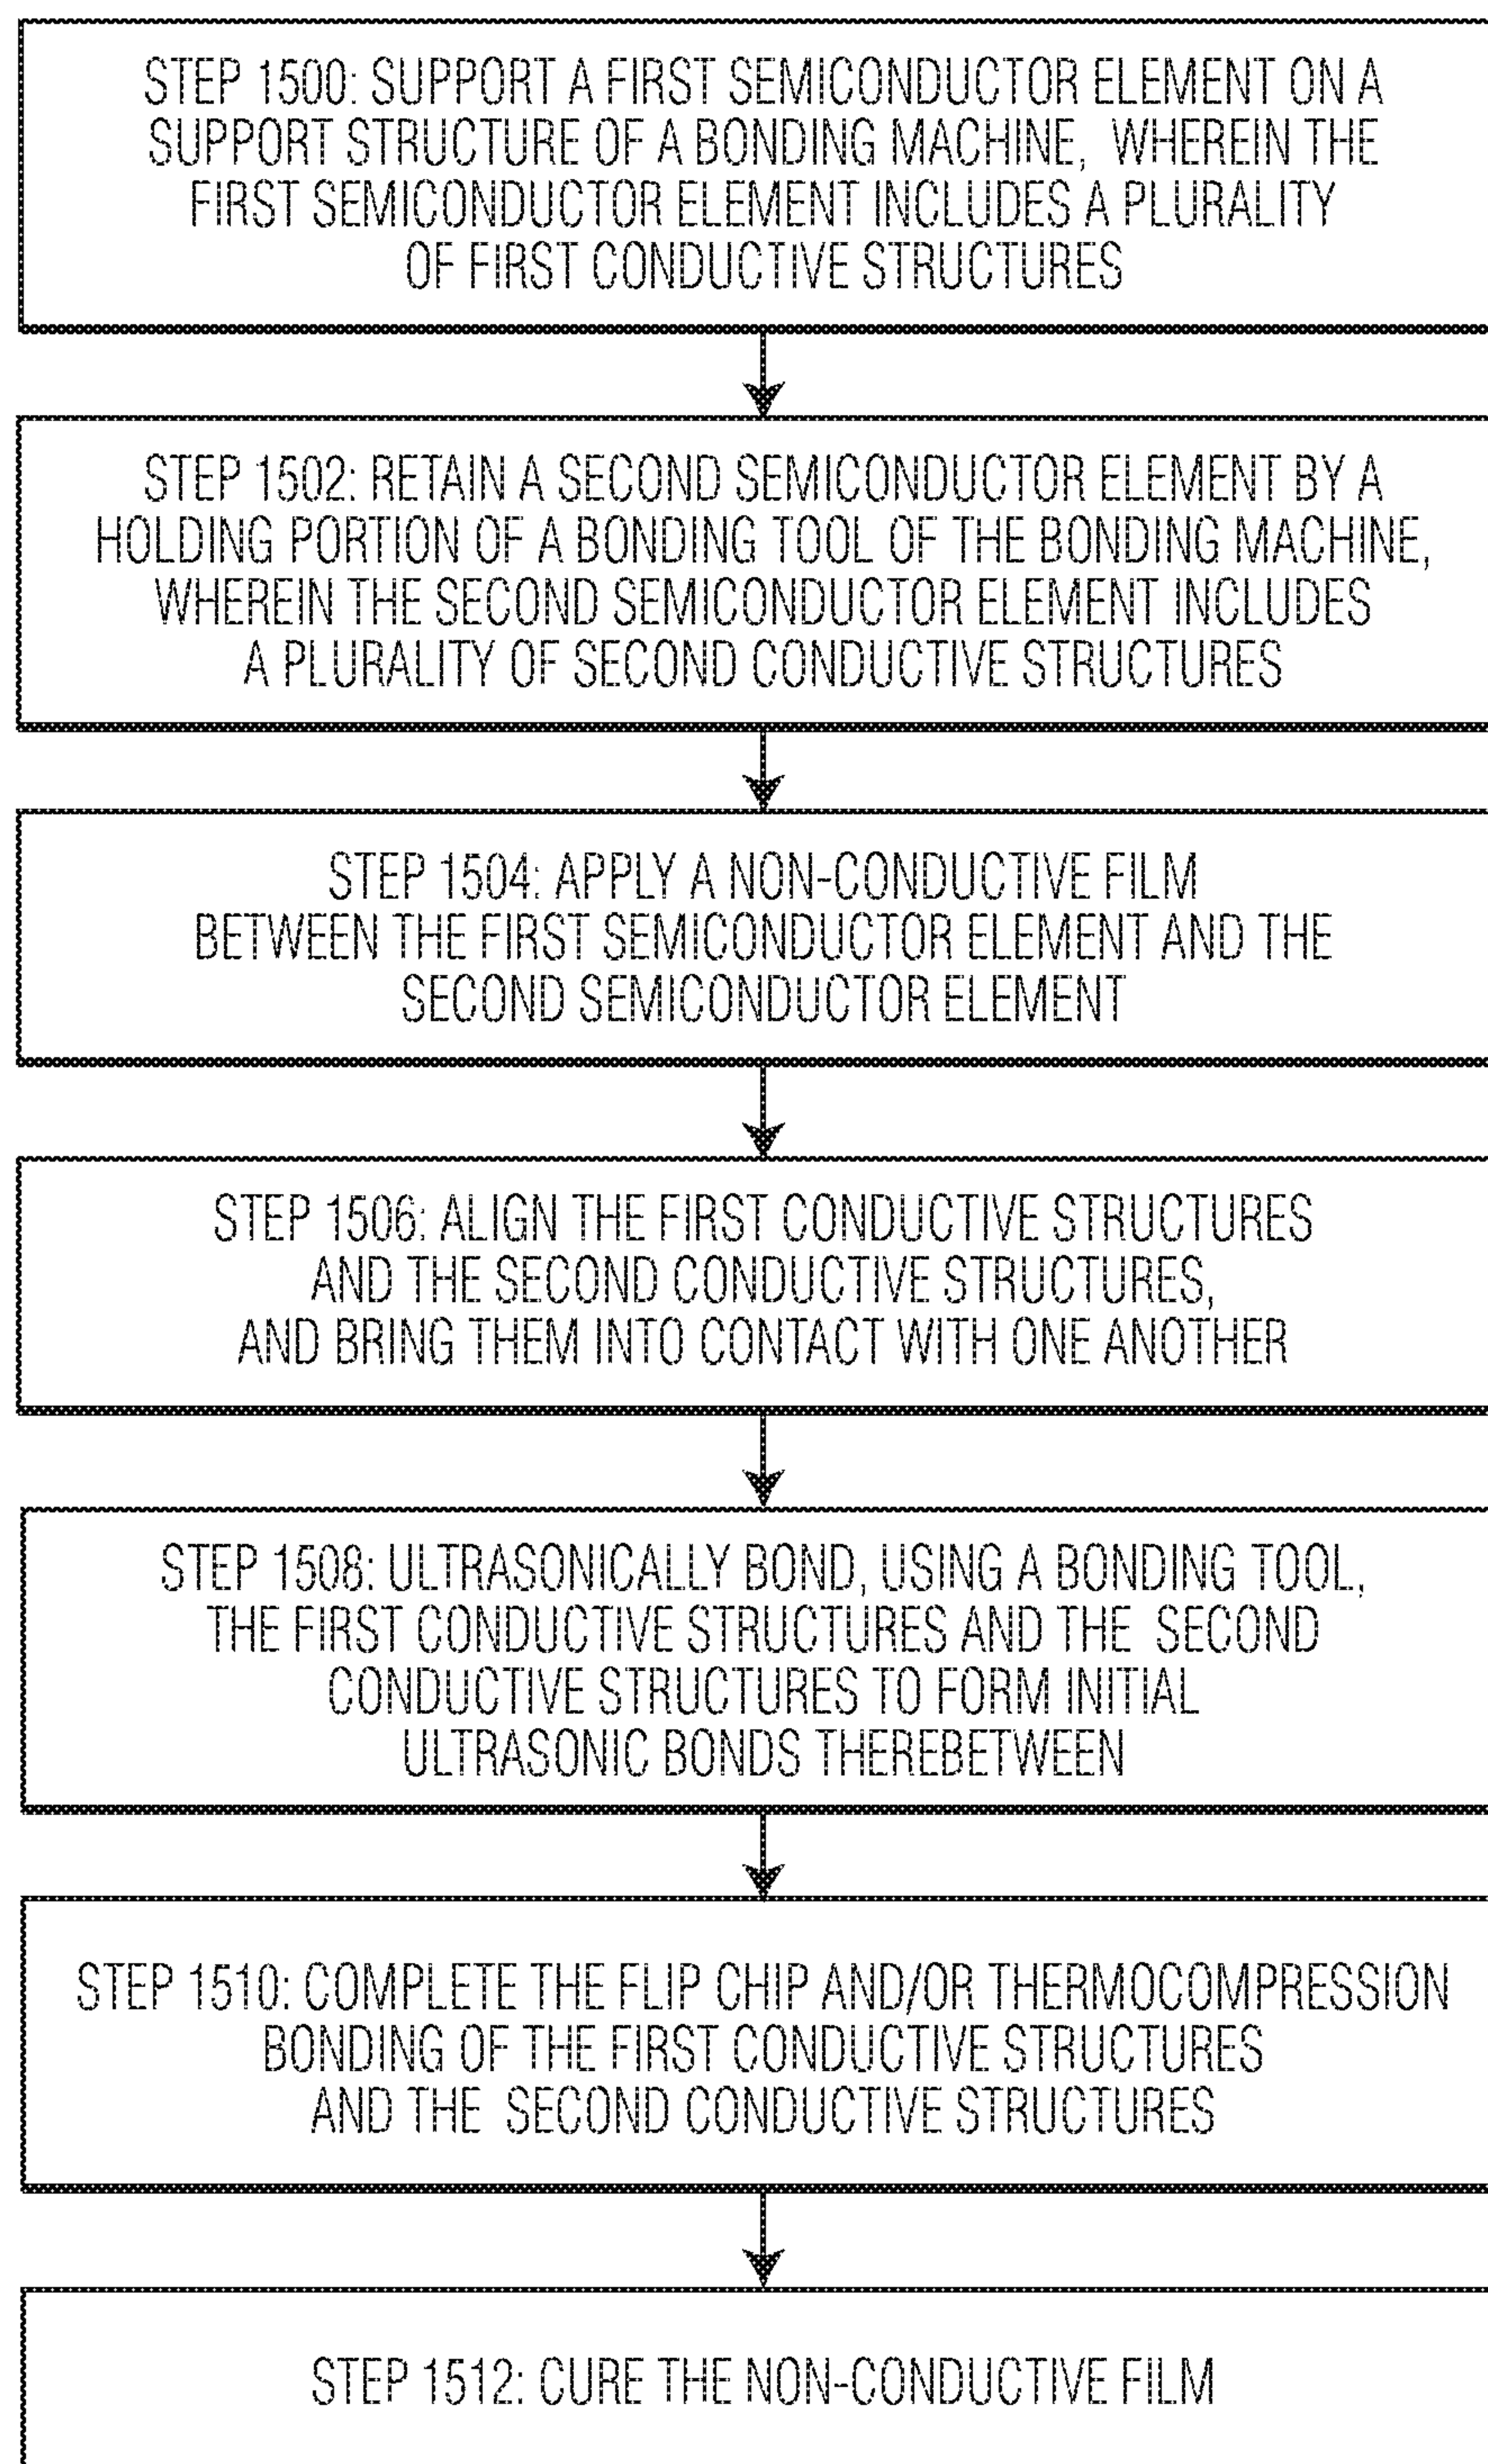 STEP 1500: SUPPORT A FIRST SEMICONDUCTOR ELEMENT ON A
SUPPORT STRUCTURE OF A BONDING MACHINE, WHEREIN THE
FIRST SEMICONDUCTOR ELEMENT INCLUDES A PLURALITY
OF FIRST CONDUCTIVE STRUCTURES
STEP 1502: RETAIN A SECOND SEMICONDUCTOR ELEMENT BY A
HOLDING PORTION OF A BONDING TOOL OF THE BONDING MACHINE,
WHEREIN THE SECOND SEMICONDUCTOR ELEMENT INCLUDES
A PLURALITY OF SECOND CONDUCTIVE STRUCTURES
STEP 1504: APPLY A NON-CONDUCTIVE FILM
BETWEEN THE FIRST SEMICONDUCTOR ELEMENT AND THE
SECOND SEMICONDUCTOR ELEMENT
STEP 1506: ALIGN THE FIRST CONDUCTIVE STRUCTURES
AND THE SECOND CONDUCTIVE STRUCTURES,
AND BRING THEM INTO CONTACT WITH ONE ANOTHER
STEP 1508: ULTRASONICALLY BOND, USING A BONDING TOOL,
THE FIRST CONDUCTIVE STRUCTURES AND THE SECOND
CONDUCTIVE STRUCTURES TO FORM INITIAL
ULTRASONIC BONDS THEREBETWEEN
STEP 1510: COMPLETE THE FLIP CHIP AND/OR THERMOCOMPRESSION
BONDING OF THE FIRST CONDUCTIVE STRUCTURES
AND THE SECOND CONDUCTIVE STRUCTURES
STEP 1512: CURE THE NON-CONDUCTIVE FILM